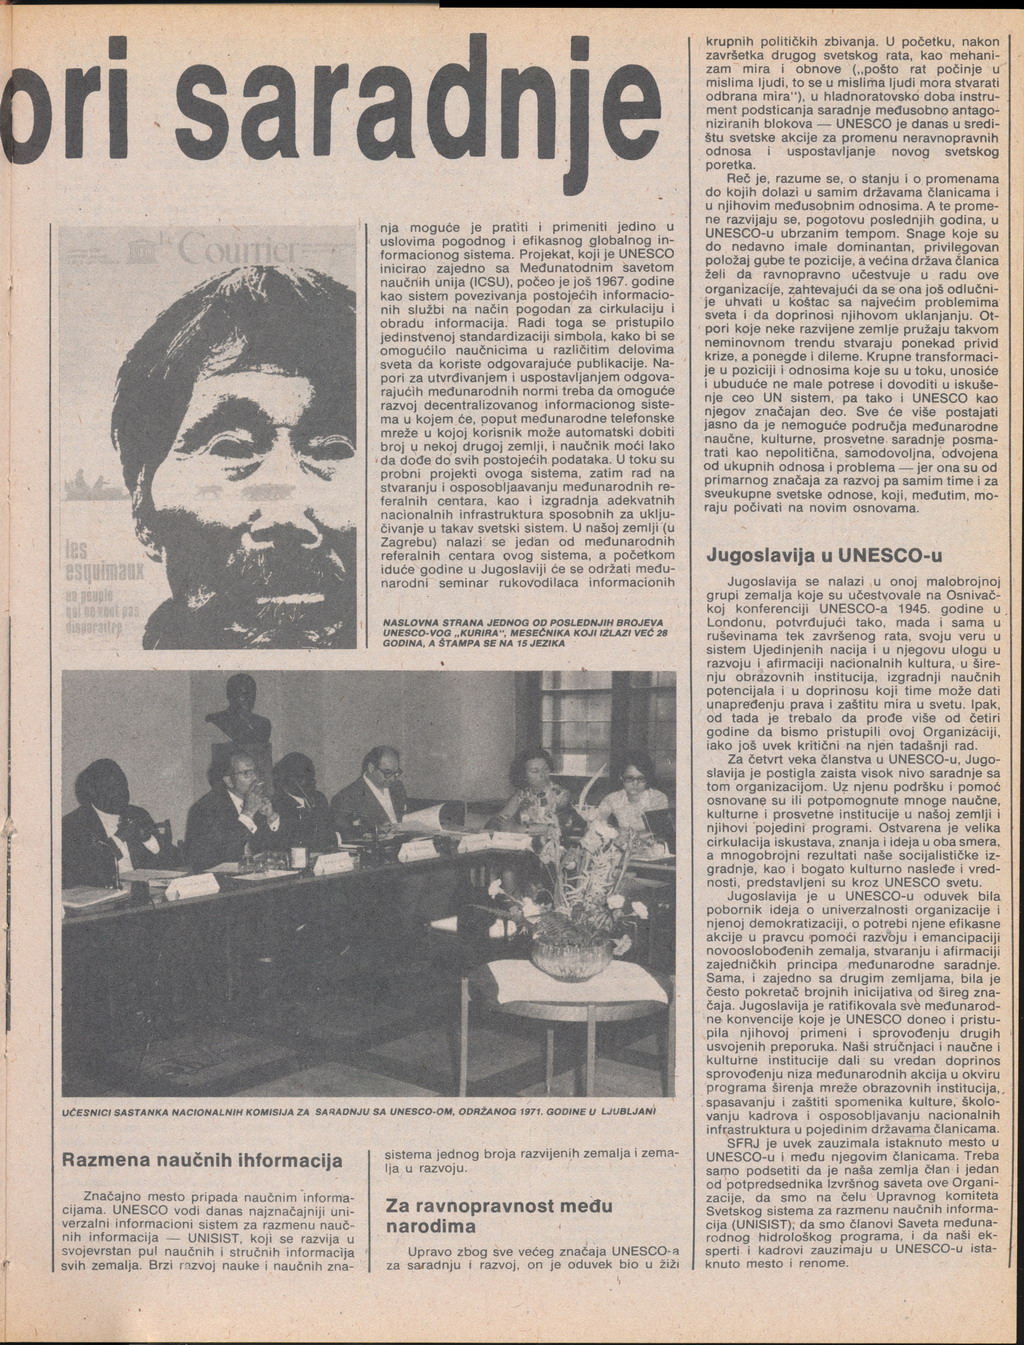 ori saradnje
Courrier
les
esquimaux
un peuple
qui ne veut pas
disparaitre
NASLOVNA STRANA JEDNOG OD POSLEDNJIH BROJEVA
UNESCO-VOG „KURIRA“, MESEČNIKA KOJI IZLAZI VEĆ 28
GODINA, A ŠTAMPA SE NA 15 JEZIKA
UČESNICI SASTANKA NACIONALNIH KOMISIJA ZA SARADNJU SA UNESCO-OM, ODRŽANOG 1971. GODINE U LJUBLJANI
Razmena naučnih ihformacija
Značajno mesto pripada naučnim informa-
cijama. UNESCO vodi danas najznačajniji uni-
verzalni informacioni sistem za razmenu nauč-
nih informacija — UNISIST, koji se razvija u
svojevrstan pul naučnih i stručnih informacija
svih zemalja. Brzi razvoj nauke i naučnih zna-
nja moguće je pratiti i primeniti jedino u
uslovima pogodnog i efikasnog globalnog in-
formacionog sistema. Projekat, koji je UNESCO
inicirao zajedno sa Međunatodnim savetom
naučnih unija (ICSU), počeo je još 1967. godine
kao sistem povezivanja postojećih informacio-
nih službi na način pogodan za cirkulaciju i
obradu informacija. Radi toga se pristupilo
jedinstvenoj standardizaciji simbola, kako bi se
omogućilo naučnicima u različitim delovima
sveta da koriste odgovarajuće publikacije. Na-
pori za utvrđivanjem i uspostavljanjem odgova-
rajućih međunarodnih normi treba da omoguće
razvoj decentralizovanog informacionog siste-
ma u kojem će, poput međunarodne telefonske
mreže u kojoj korisnik može automatski dobiti
broj u nekoj drugoj zemlji, i naučnik moći lako
da dođe do svih postojećih podataka. U toku su
probni projekti ovoga sistema, zatim rad na
stvaranju i osposobljaavanju međunarodnih re-
feralnih centara, kao i izgradnja adekvatnih
nacionalnih infrastruktura sposobnih za uklju-
čivanje u takav svetski sistem. U našoj zemlji (u
Zagrebu) nalazi se jedan od međunarodnih
referalnih centara ovog sistema, a početkom
iduće godine u Jugoslaviji će se održati među-
narodni seminar rukovodilaca informacionih
sistema jednog broja razvijenih zemalja i zema-
lja u razvoju.
Za ravnopravnost među
narodima
Upravo zbog sve većeg značaja UNESCO-a
za saradnju i razvoj, on je oduvek bio u žiži
krupnih političkih zbivanja. U početku, nakon
završetka drugog svetskog rata, kao mehani-
zam mira i obnove („pošto rat počinje u
mislima ljudi, to se u mislima ljudi mora stvarati
odbrana mira“), u hladnoratovsko doba instru-
ment podsticanja saradnje međusobno antago-
niziranih blokova — UNESCO je danas u sredi-
štu svetske akcije za promenu neravnopravnih
odnosa i uspostavljanje novog svetskog
poretka.
Reč je, razume se, o stanju i o promenama
do kojih dolazi u samim državama članicama i
u njihovim međusobnim odnosima. A te prome-
ne razvijaju se, pogotovu poslednjih godina, u
UNESCO-u ubrzanim tempom. Snage koje su
do nedavno imale dominantan, privilegovan
položaj gube te pozicije, a većina država članica
želi da ravnopravno učestvuje u radu ove
organizacije, zahtevajući da se ona još odlučni-
je uhvati u koštac sa najvećim problemima
sveta i da doprinosi njihovom uklanjanju. Ot-
pori koje neke razvijene zemlje pružaju takvom
neminovnom trendu stvaraju ponekad privid
krize, a ponegde i dileme. Krupne transformaci-
je u poziciji i odnosima koje su u toku, unosiće
i ubuduće ne male potrese i dovoditi u iskuše-
nje ceo UN sistem, pa tako i UNESCO kao
njegov značajan deo. Sve će više postajati
jasno da je nemoguće područja međunarodne
naučne, kulturne, prosvetne saradnje posma-
trati kao nepolitična, samodovoljna, odvojena
od ukupnih odnosa i problema — jer ona su od
primarnog značaja za razvoj pa samim time i za
sveukupne svetske odnose, koji, međutim, mo-
raju počivati na novim osnovama.
Jugoslavija u UNESCO-u
Jugoslavija se nalazi u onoj malobrojnoj
grupi zemalja koje su učestvovale na Osnivač-
koj konferenciji UNESCO-a 1945. godine u
Londonu, potvrđujući tako, mada i sama u
ruševinama tek završenog rata, svoju veru u
sistem Ujedinjenih nacija i u njegovu ulogu u
razvoju i afirmaciji nacionalnih kultura, u šire-
nju obrazovnih institucija, izgradnji naučnih
potencijala i u doprinosu koji time može dati
unapređenju prava i zaštitu mira u svetu. Ipak,
od tada je trebalo da prođe više od četiri
godine da bismo pristupili ovoj Organizaciji,
iako još uvek kritični na njen tadašnji rad.
Za četvrt veka članstva u UNESCO-u, Jugo-
slavija je postigla zaista visok nivo saradnje sa
tom organizacijom. Uz njenu podršku i pomoć
osnovane su ili potpomognute mnoge naučne,
kulturne i prosvetne institucije u našoj zemlji i
njihovi pojedini programi. Ostvarena je velika
cirkulacija iskustava, znanja i ideja u oba smera,
a mnogobrojni rezultati naše socijalističke iz-
gradnje, kao i bogato kulturno nasleđe i vred-
nosti, predstavljeni su kroz UNESCO svetu.
Jugoslavija je u UNESCO-u oduvek bila
pobornik ideja o univerzalnosti organizacije i
njenoj demokratizaciji, o potrebi njene efikasne
akcije u pravcu pomoći razvoju i emancipaciji
novooslobođenih zemalja, stvaranju i afirmaciji
zajedničkih principa međunarodne saradnje.
Sama, i zajedno sa drugim zemljama, bila je
često pokretač brojnih inicijativa od šireg zna-
čaja. Jugoslavija je ratifikovala sve međunarod-
ne konvencije koje je UNESCO doneo i pristu-
pila njihovoj primeni i sprovođenju drugih
usvojenih preporuka. Naši stručnjaci i naučne i
kulturne institucije dali su vredan doprinos
sprovođenju niza međunarodnih akcija u okviru
programa širenja mreže obrazovnih institucija,
spasavanju i zaštiti spomenika kulture, školo-
vanju kadrova i osposobljavanju nacionalnih
infrastruktura u pojedinim državama članicama.
SFRJ je uvek zauzimala istaknuto mesto u
UNESCO-u i među njegovim članicama. Treba
samo podsetiti da je naša zemlja član i jedan
od potpredsednika Izvršnog saveta ove Organi-
zacije, da smo na čelu Upravnog komiteta
Svetskog sistema za razmenu naučnih informa-
cija (UNISIST); da smo članovi Saveta međuna-
rodnog hidrološkog programa, i da naši ek-
sperti i kadrovi zauzimaju u UNESCO-u ista-
knuto mesto i renome.